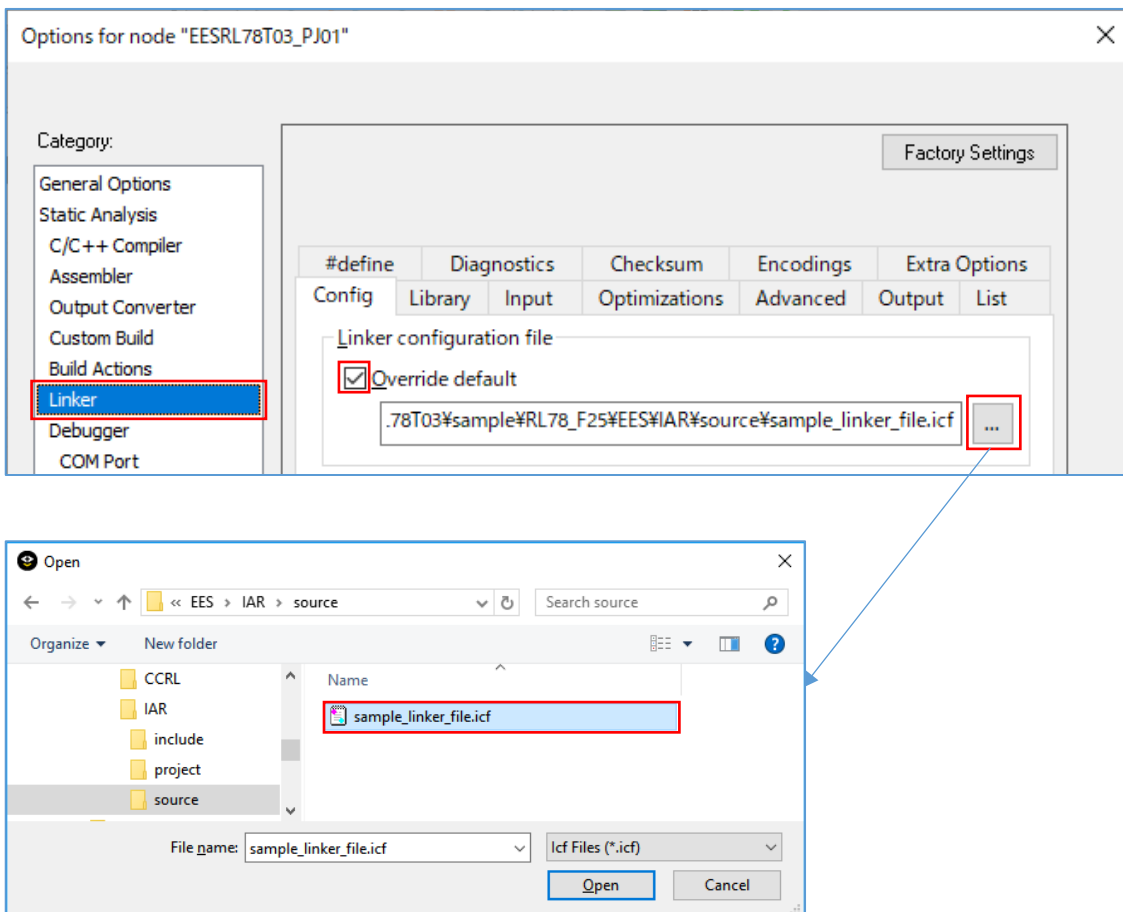 Options for node "EESRL78T03_PJ01"
Category:
Factory Settings
General Options
Static Analysis
C/C++ Compiler
Assembler
Output Converter
Custom Build
Build Actions
Linker
Debugger
COM Port
#define Diagnostics Checksum Encodings Extra Options
Config Library Input Optimizations Advanced Output List
Linker configuration file
Override default
.78T03¥sample¥RL78_F25¥EES¥IAR¥source¥sample_linker_file.icf ...
Open
« EES › IAR › source
Search source
Organize New folder
CCRL
IAR
include
project
source
Name
sample_linker_file.icf
File name: sample_linker_file.icf
Icf Files (*.icf)
Open Cancel